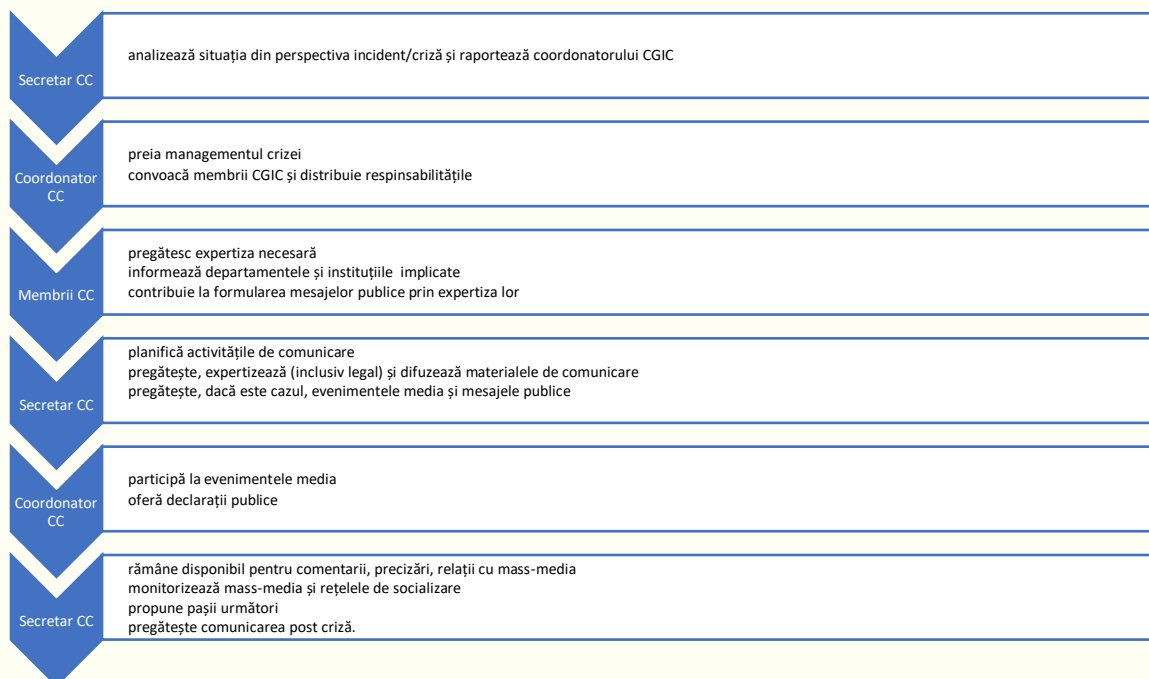 Secretar CC
analizează situația din perspectiva incident/criză și raportează coordonatorului CGIC
Coordonator
CC
preia managementul crizei
convoacă membrii CGIC și distribuie respinsabilitățile
Membrii CC
pregătesc expertiza necesară
informează departamentele și instituțiile implicate
contribuie la formularea mesajelor publice prin expertiza lor
Secretar CC
planifică activitățile de comunicare
pregătește, expertizează (inclusiv legal) și difuzează materialele de comunicare
pregătește, dacă este cazul, evenimentele media și mesajele publice
Coordonator
CC
participă la evenimentele media
oferă declarații publice
Secretar CC
rămâne disponibil pentru comentarii, precizări, relații cu mass-media
monitorizează mass-media și rețelele de socializare
propune pașii următori
pregătește comunicarea post criză.